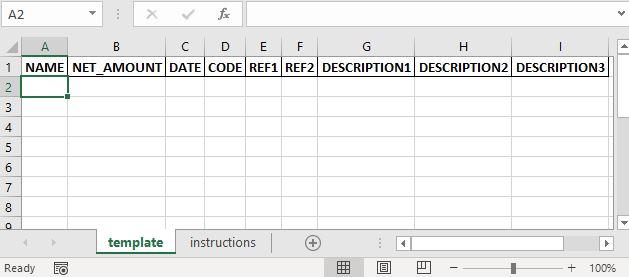 A2
fx
A B C D E F G H I
1 NAME NET_AMOUNT DATE CODE REF1 REF2 DESCRIPTION1 DESCRIPTION2 DESCRIPTION3
2
3
4
5
6
7
8
9
template instructions
Ready 100%